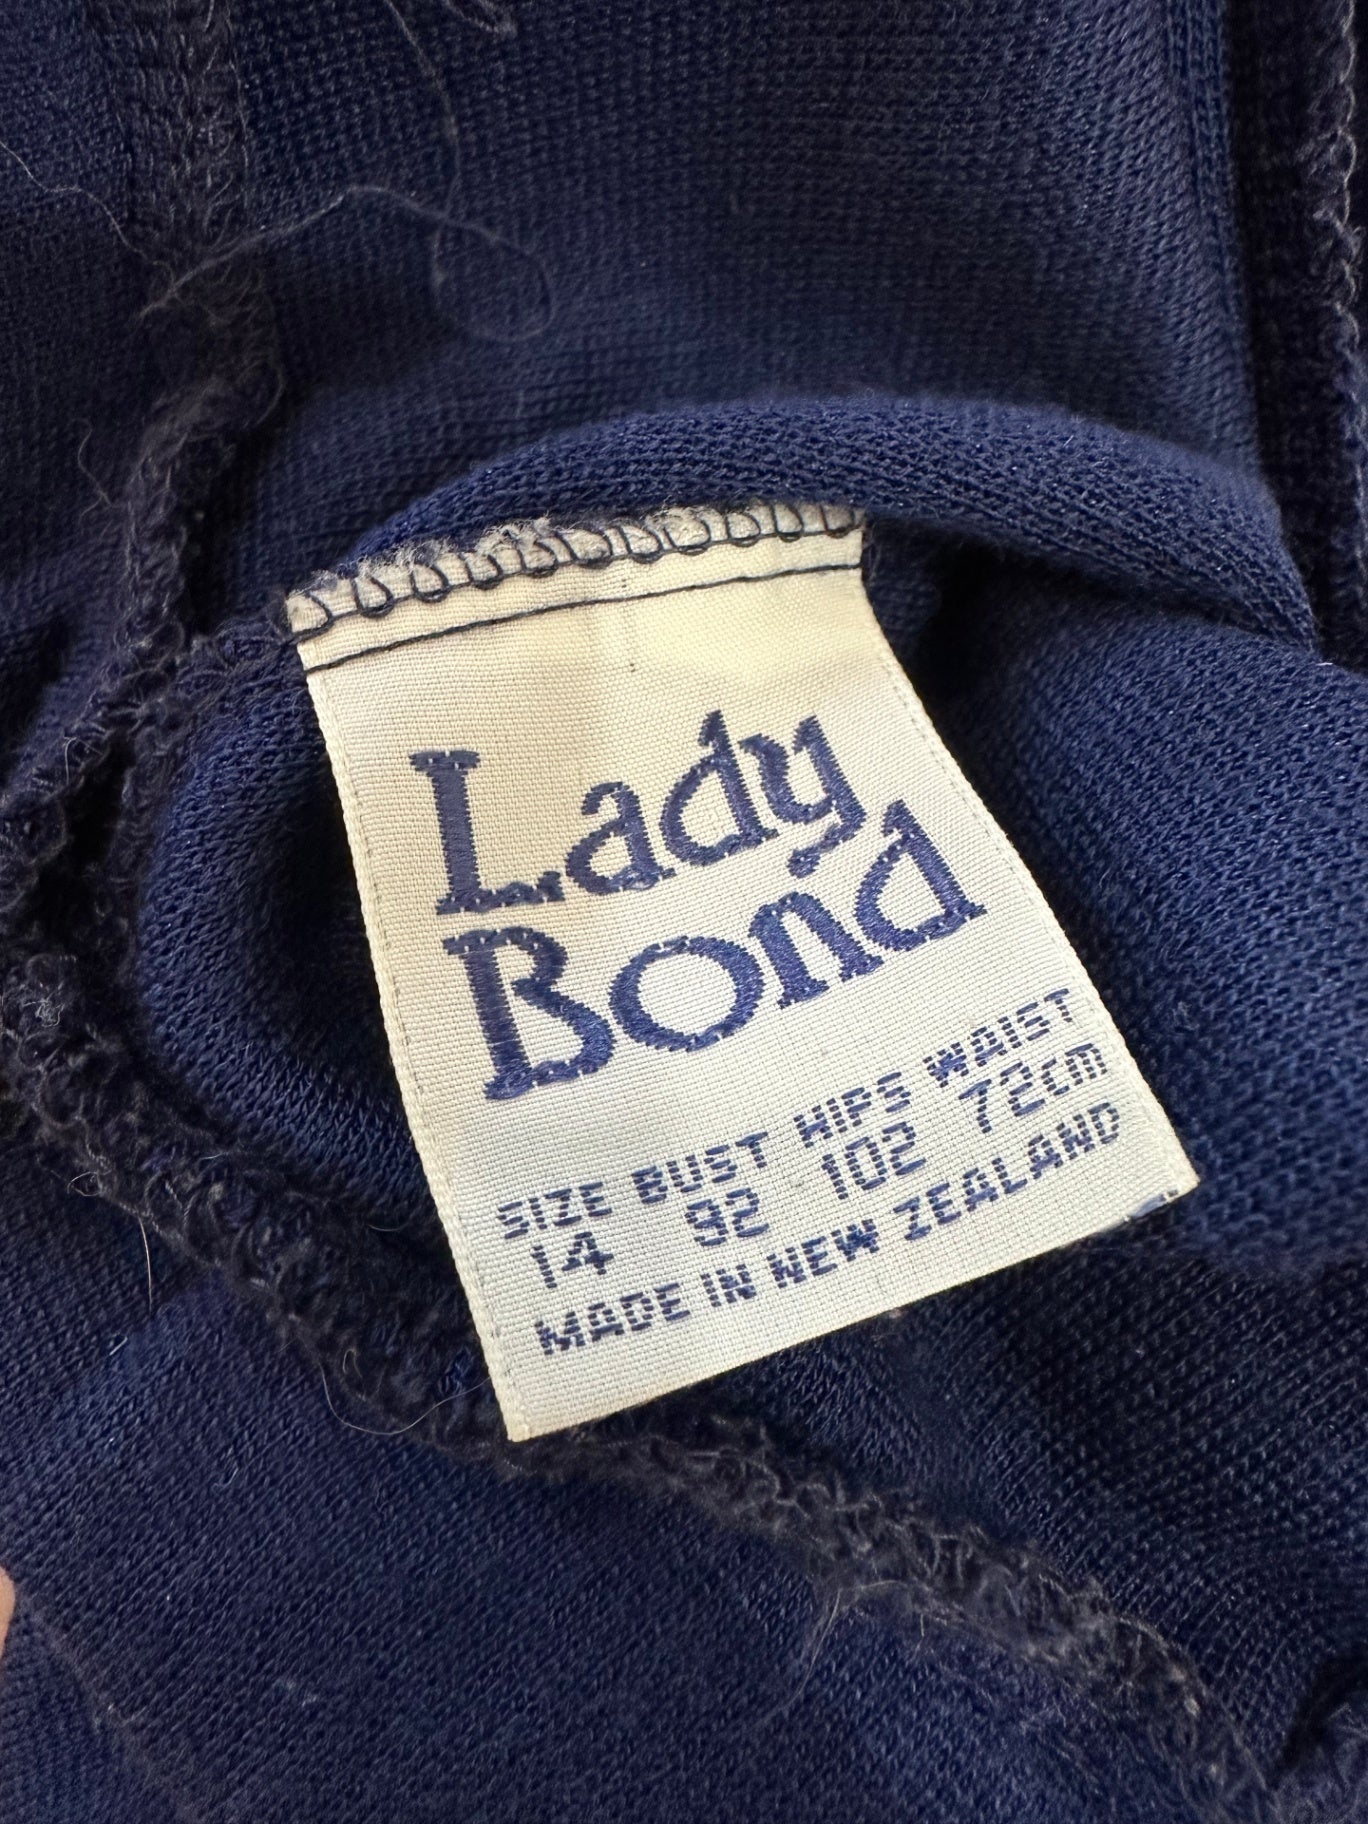 Lady
Bond
SIZE BUST HIPS WAIST
14 92 102 72CM
MADE IN NEW ZEALAND